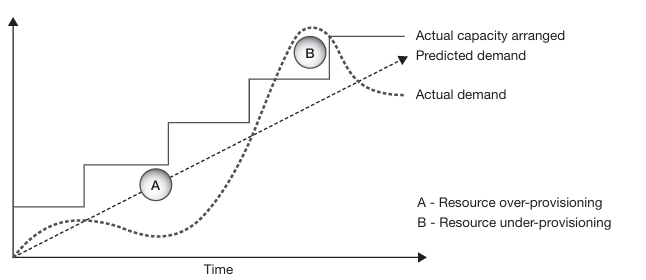 Actual capacity arranged
B
Predicted demand
Actual demand
A
A - Resource over-provisioning
B - Resource under-provisioning
Time